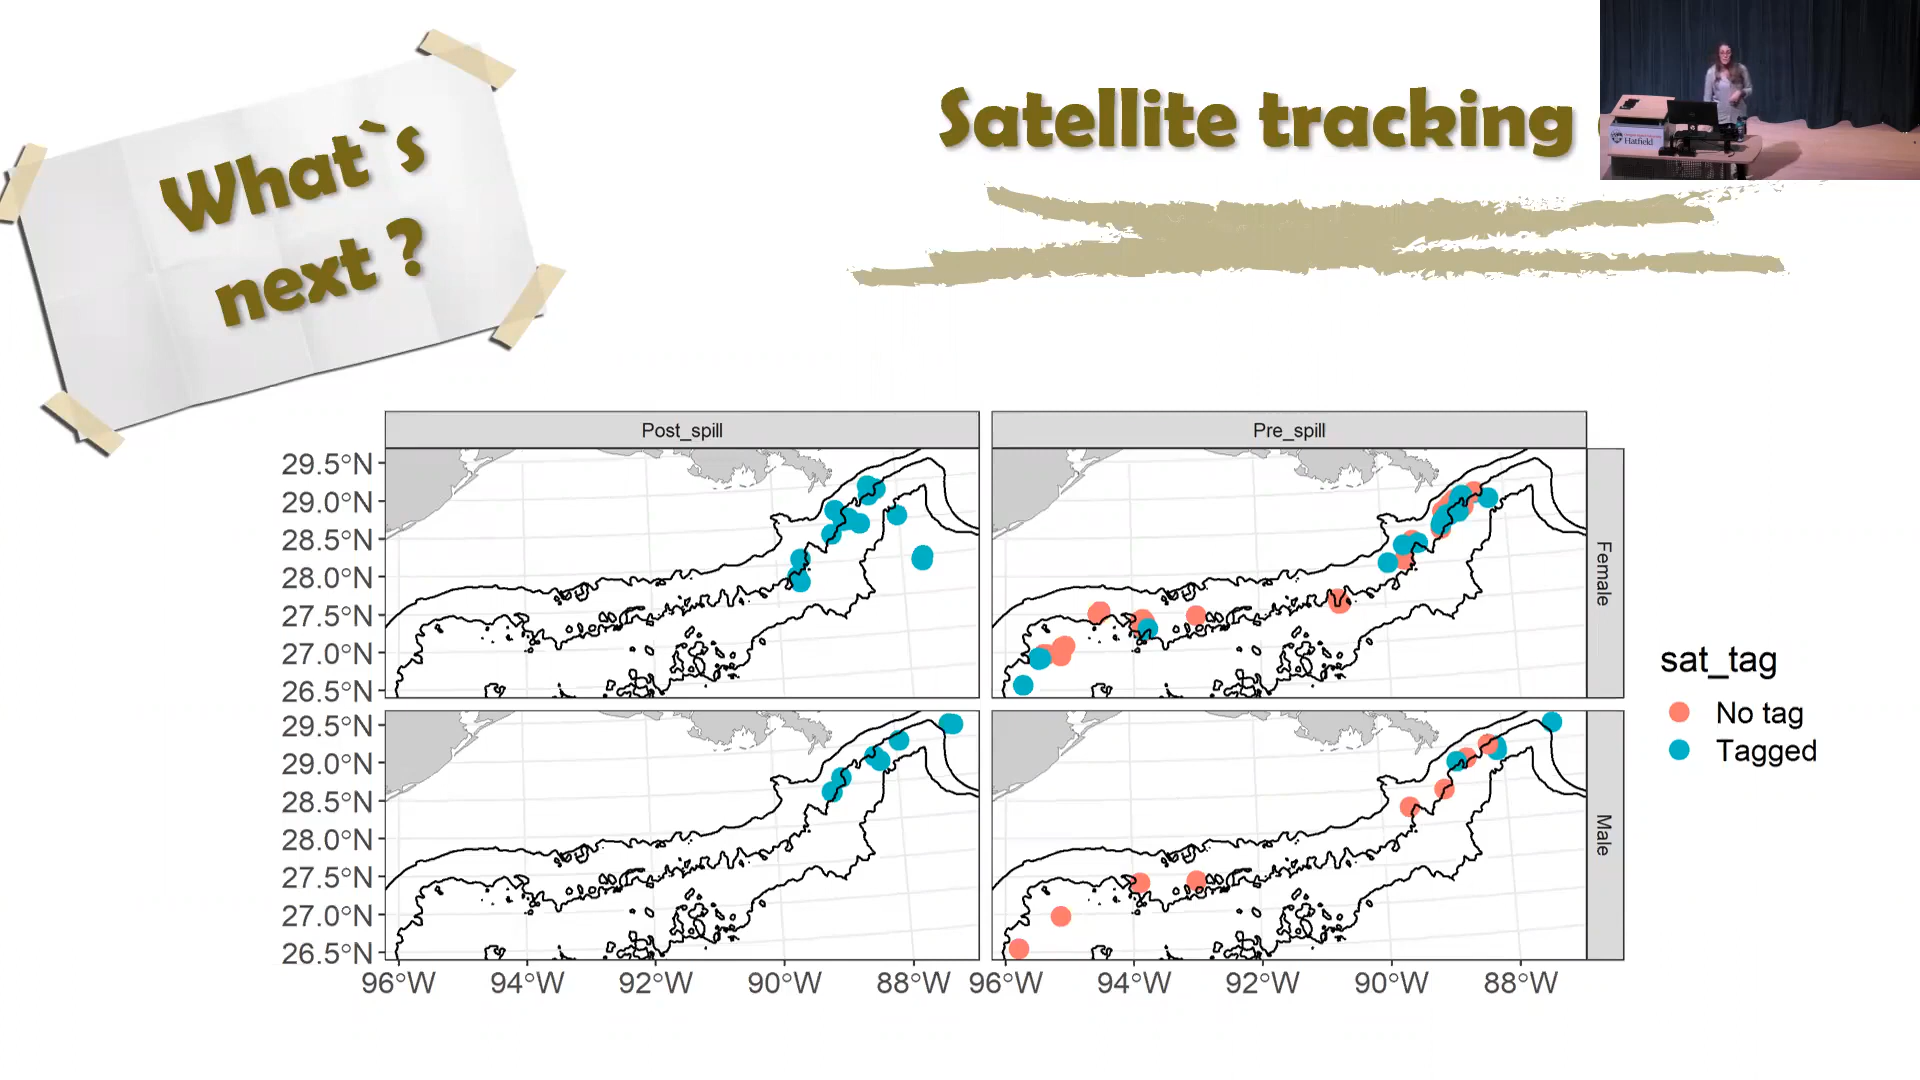 What`s
next ?
Satellite tracking
Hatfield
Post_spill
Pre_spill
29.5°N
29.0°N
28.5°N
28.0°N
27.5°N
27.0°N
26.5°N
Female
29.5°N
29.0°N
28.5°N
28.0°N
27.5°N
27.0°N
26.5°N
Male
96°W 94°W 92°W 90°W 88°W
96°W 94°W 92°W 90°W 88°W
sat_tag
No tag
Tagged